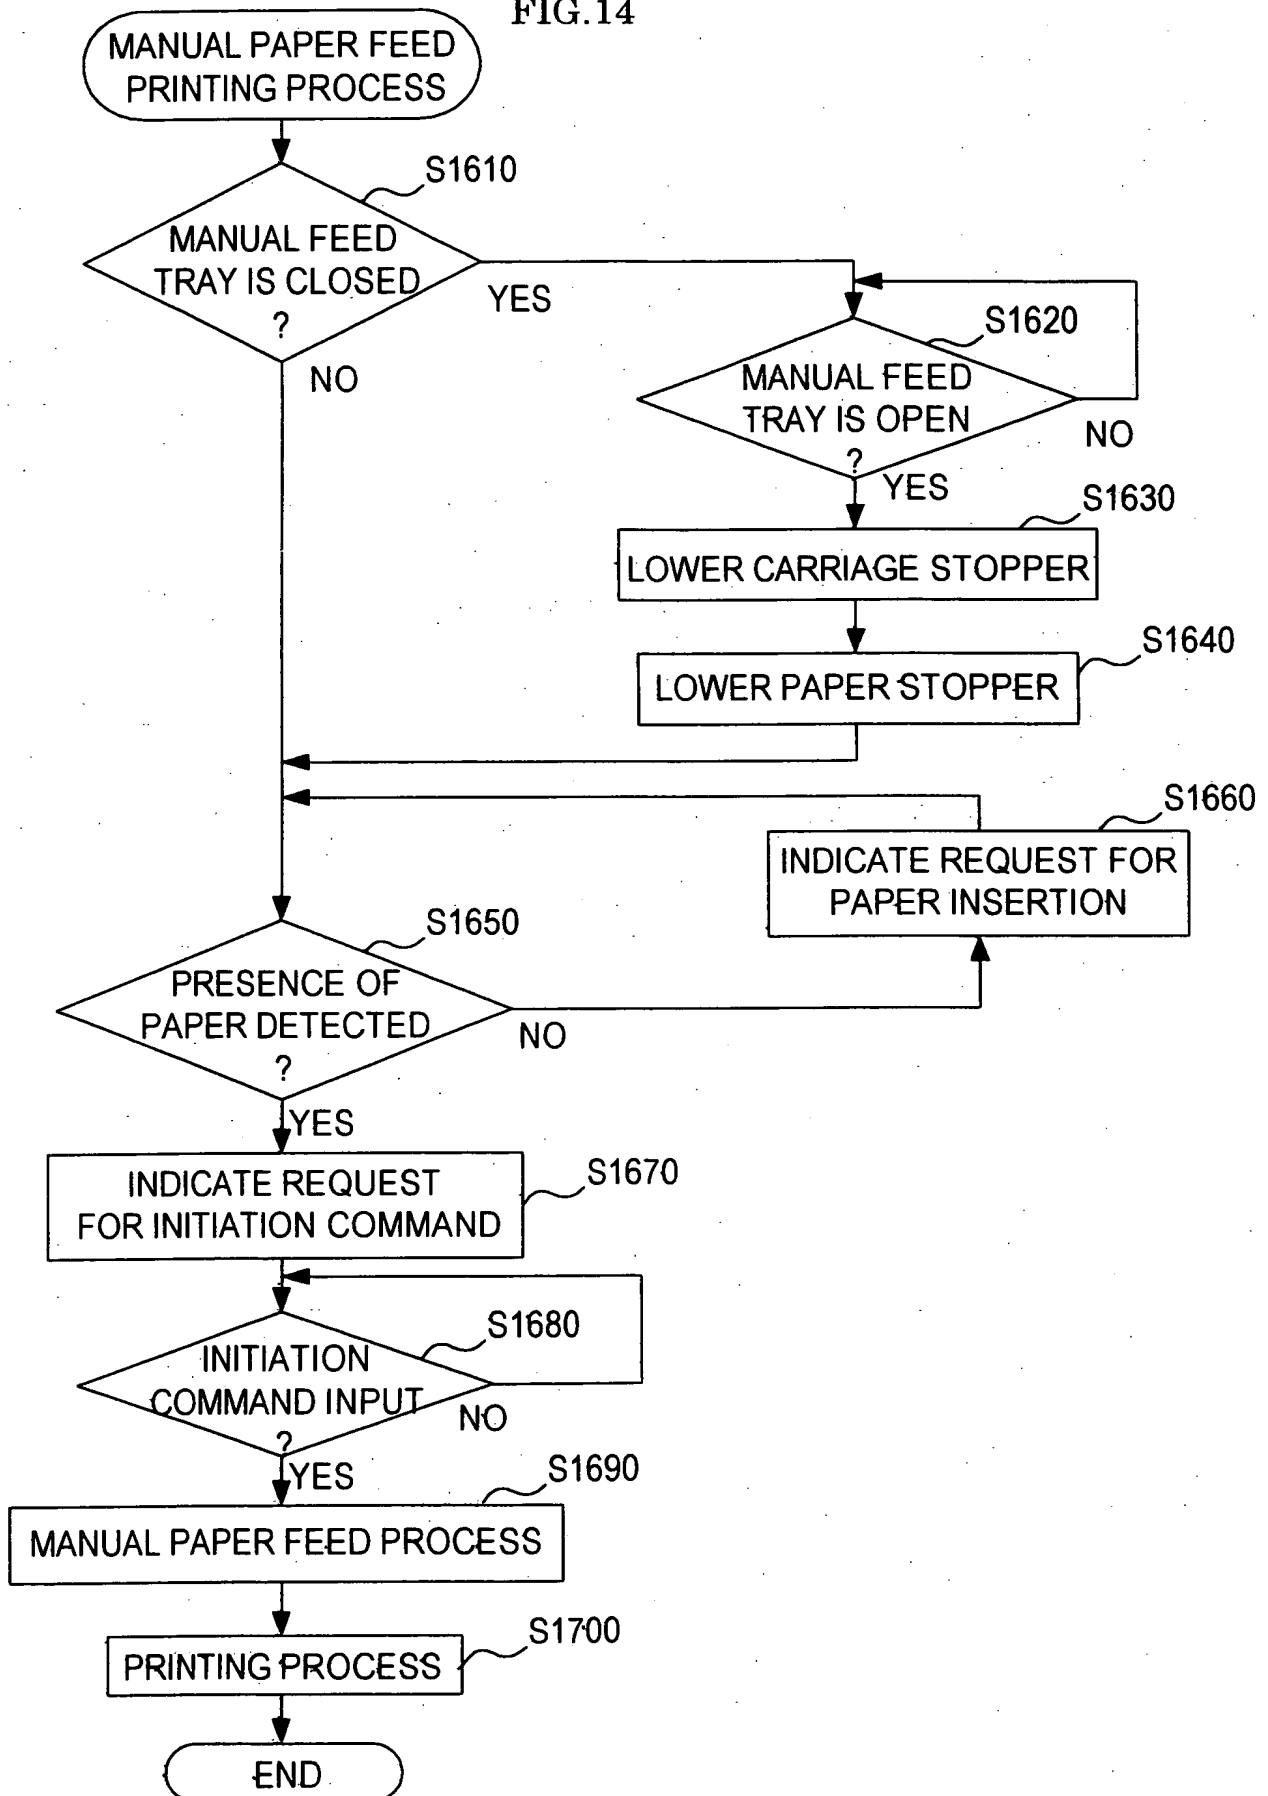 FIG.14
MANUAL PAPER FEED
PRINTING PROCESS
S1610
MANUAL FEED
TRAY IS CLOSED
?
YES
NO
S1620
MANUAL FEED
TRAY IS OPEN
?
NO
YES
S1630
LOWER CARRIAGE STOPPER
S1640
LOWER PAPER STOPPER
S1660
INDICATE REQUEST FOR
PAPER INSERTION
S1650
PRESENCE OF
PAPER DETECTED
?
NO
YES
S1670
INDICATE REQUEST
FOR INITIATION COMMAND
S1680
INITIATION
COMMAND INPUT
?
NO
YES
S1690
MANUAL PAPER FEED PROCESS
S1700
PRINTING PROCESS
END